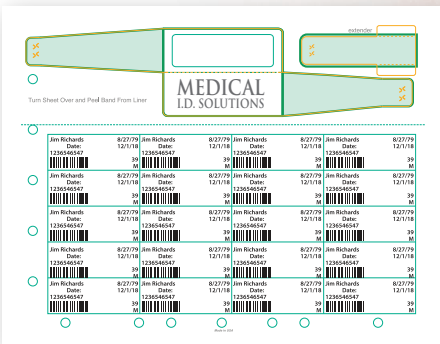 extender
MEDICAL
I.D. SOLUTIONS
Turn Sheet Over and Peel Band From Liner
Jim Richards 8/27/79 Jim Richards 8/27/79 Jim Richards 8/27/79 Jim Richards 8/27/79
Date: 12/1/18 Date: 12/1/18 Date: 12/1/18 Date: 12/1/18
1236546547 1236546547 1236546547 1236546547
39 39 39 39
M M M M
Jim Richards 8/27/79 Jim Richards 8/27/79 Jim Richards 8/27/79 Jim Richards 8/27/79
Date: 12/1/18 Date: 12/1/18 Date: 12/1/18 Date: 12/1/18
1236546547 1236546547 1236546547 1236546547
39 39 39 39
M M M M
Jim Richards 8/27/79 Jim Richards 8/27/79 Jim Richards 8/27/79 Jim Richards 8/27/79
Date: 12/1/18 Date: 12/1/18 Date: 12/1/18 Date: 12/1/18
1236546547 1236546547 1236546547 1236546547
39 39 39 39
M M M M
Jim Richards 8/27/79 Jim Richards 8/27/79 Jim Richards 8/27/79 Jim Richards 8/27/79
Date: 12/1/18 Date: 12/1/18 Date: 12/1/18 Date: 12/1/18
1236546547 1236546547 1236546547 1236546547
39 39 39 39
M M M M
Jim Richards 8/27/79 Jim Richards 8/27/79 Jim Richards 8/27/79 Jim Richards 8/27/79
Date: 12/1/18 Date: 12/1/18 Date: 12/1/18 Date: 12/1/18
1236546547 1236546547 1236546547 1236546547
39 39 39 39
M M M M
Made in USA